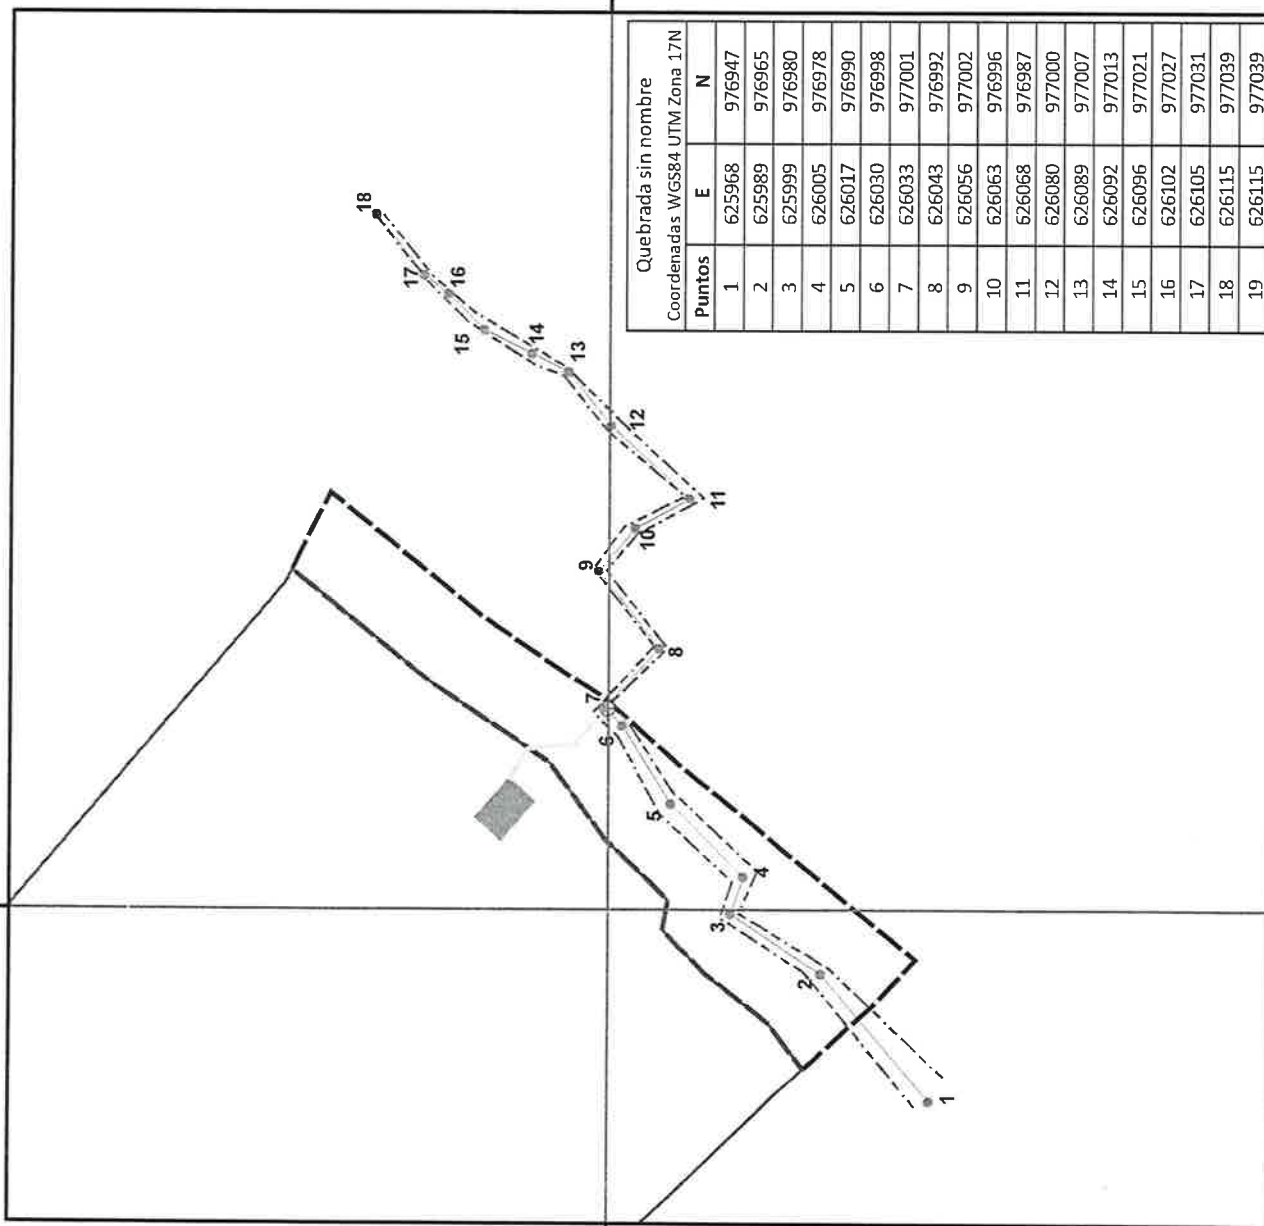 Quebrada sin nombre
Coordenadas WGS84 UTM Zona 17N
Puntos E N
1 625968 976947
2 625989 976965
3 625999 976980
4 626005 976978
5 626017 976990
6 626030 976998
7 626033 977001
8 626043 976992
9 626056 977002
10 626063 976996
11 626068 976987
12 626080 977000
13 626089 977007
14 626092 977013
15 626096 977021
16 626102 977027
17 626105 977031
18 626115 977039
19 626115 977039
18
17
16
15
14
13
12
11
10
9
8
7
6
5
4
3
2
1